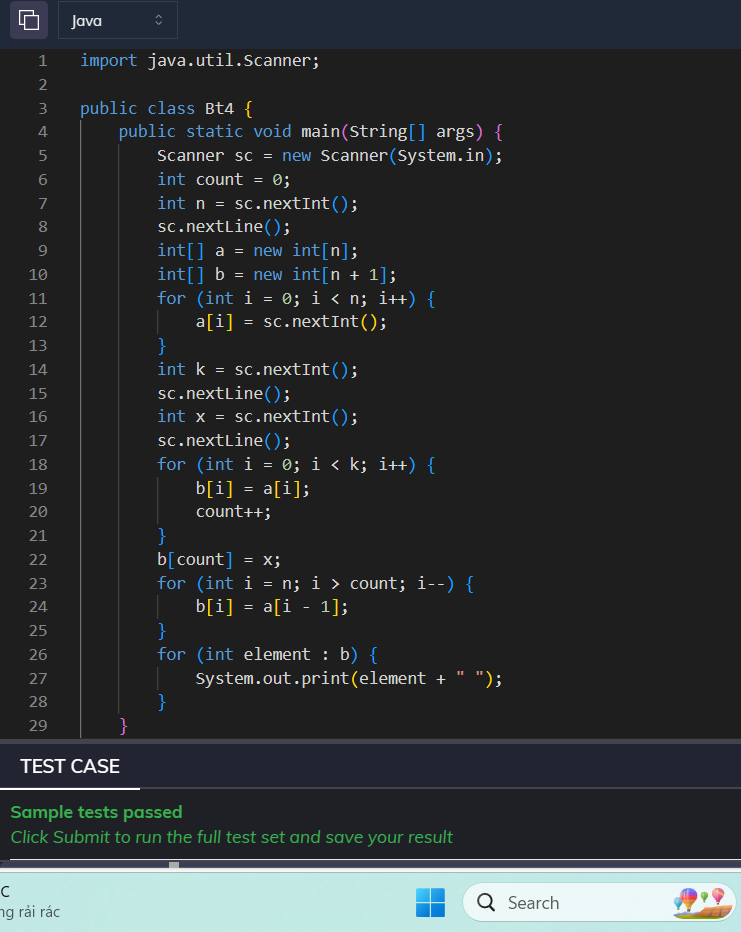 Java
1 import java.util.Scanner;
2
3 public class Bt4 {
4 public static void main(String[] args) {
5 Scanner sc = new Scanner(System.in);
6 int count = 0;
7 int n = sc.nextInt();
8 sc.nextLine();
9 int[] a = new int[n];
10 int[] b = new int[n + 1];
11 for (int i = 0; i < n; i++) {
12 a[i] = sc.nextInt();
13 }
14 int k = sc.nextInt();
15 sc.nextLine();
16 int x = sc.nextInt();
17 sc.nextLine();
18 for (int i = 0; i < k; i++) {
19 b[i] = a[i];
20 count++;
21 }
22 b[count] = x;
23 for (int i = n; i > count; i--) {
24 b[i] = a[i - 1];
25 }
26 for (int element : b) {
27 System.out.print(element + " ");
28 }
29 }
TEST CASE
Sample tests passed
Click Submit to run the full test set and save your result
C
ng rải rác
Search